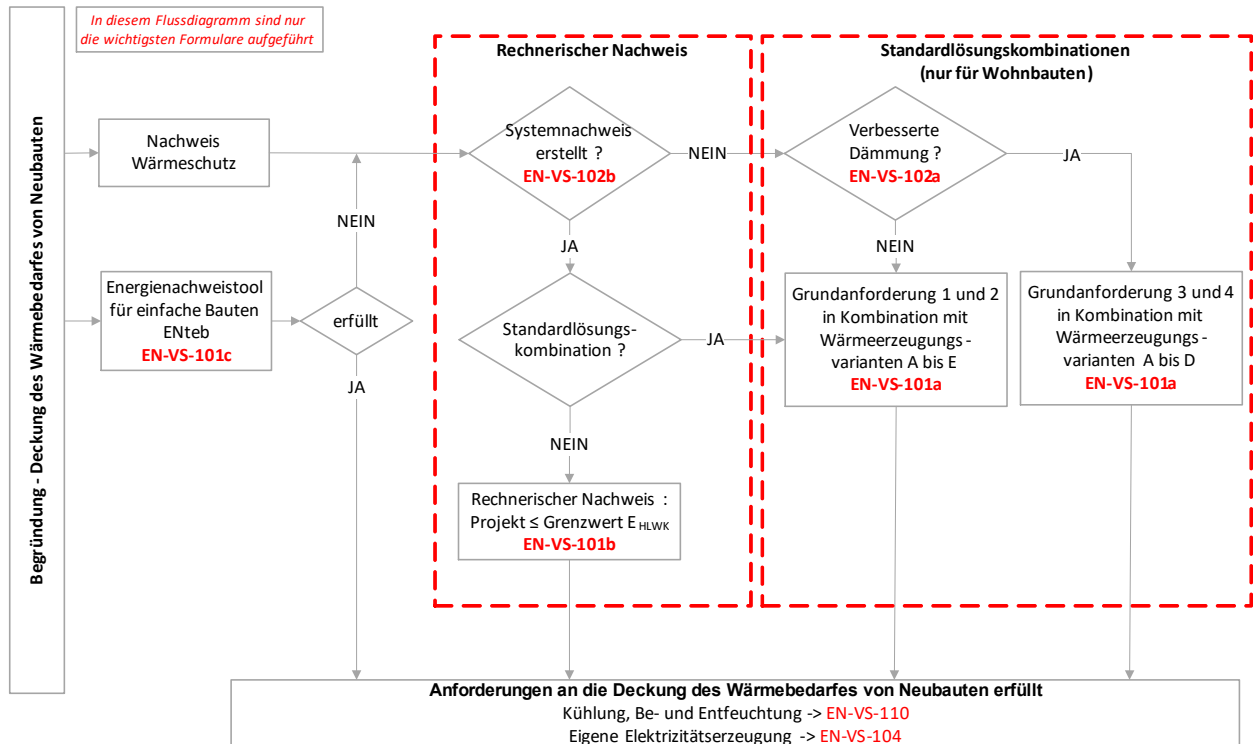 In diesem Flussdiagramm sind nur
die wichtigsten Formulare aufgeführt
Begründung - Deckung des Wärmebedarfes von Neubauten
Rechnerischer Nachweis
Standardlösungskombinationen
(nur für Wohnbauten)
Nachweis
Wärmeschutz
Systemnachweis
erstellt ?
EN-VS-102b
NEIN
Verbesserte
Dämmung ?
EN-VS-102a
JA
NEIN
JA
NEIN
Energienachweistool
für einfache Bauten
ENteb
EN-VS-101c
erfüllt
JA
Standardlösungs-
kombination ?
JA
Grundanforderung 1 und 2
in Kombination mit
Wärmeerzeugungs-
varianten A bis E
EN-VS-101a
Grundanforderung 3 und 4
in Kombination mit
Wärmeerzeugungs-
varianten A bis D
EN-VS-101a
NEIN
Rechnerischer Nachweis :
Projekt ≤ Grenzwert E HLWK
EN-VS-101b
Anforderungen an die Deckung des Wärmebedarfes von Neubauten erfüllt
Kühlung, Be- und Entfeuchtung -> EN-VS-110
Eigene Elektrizitätserzeugung -> EN-VS-104